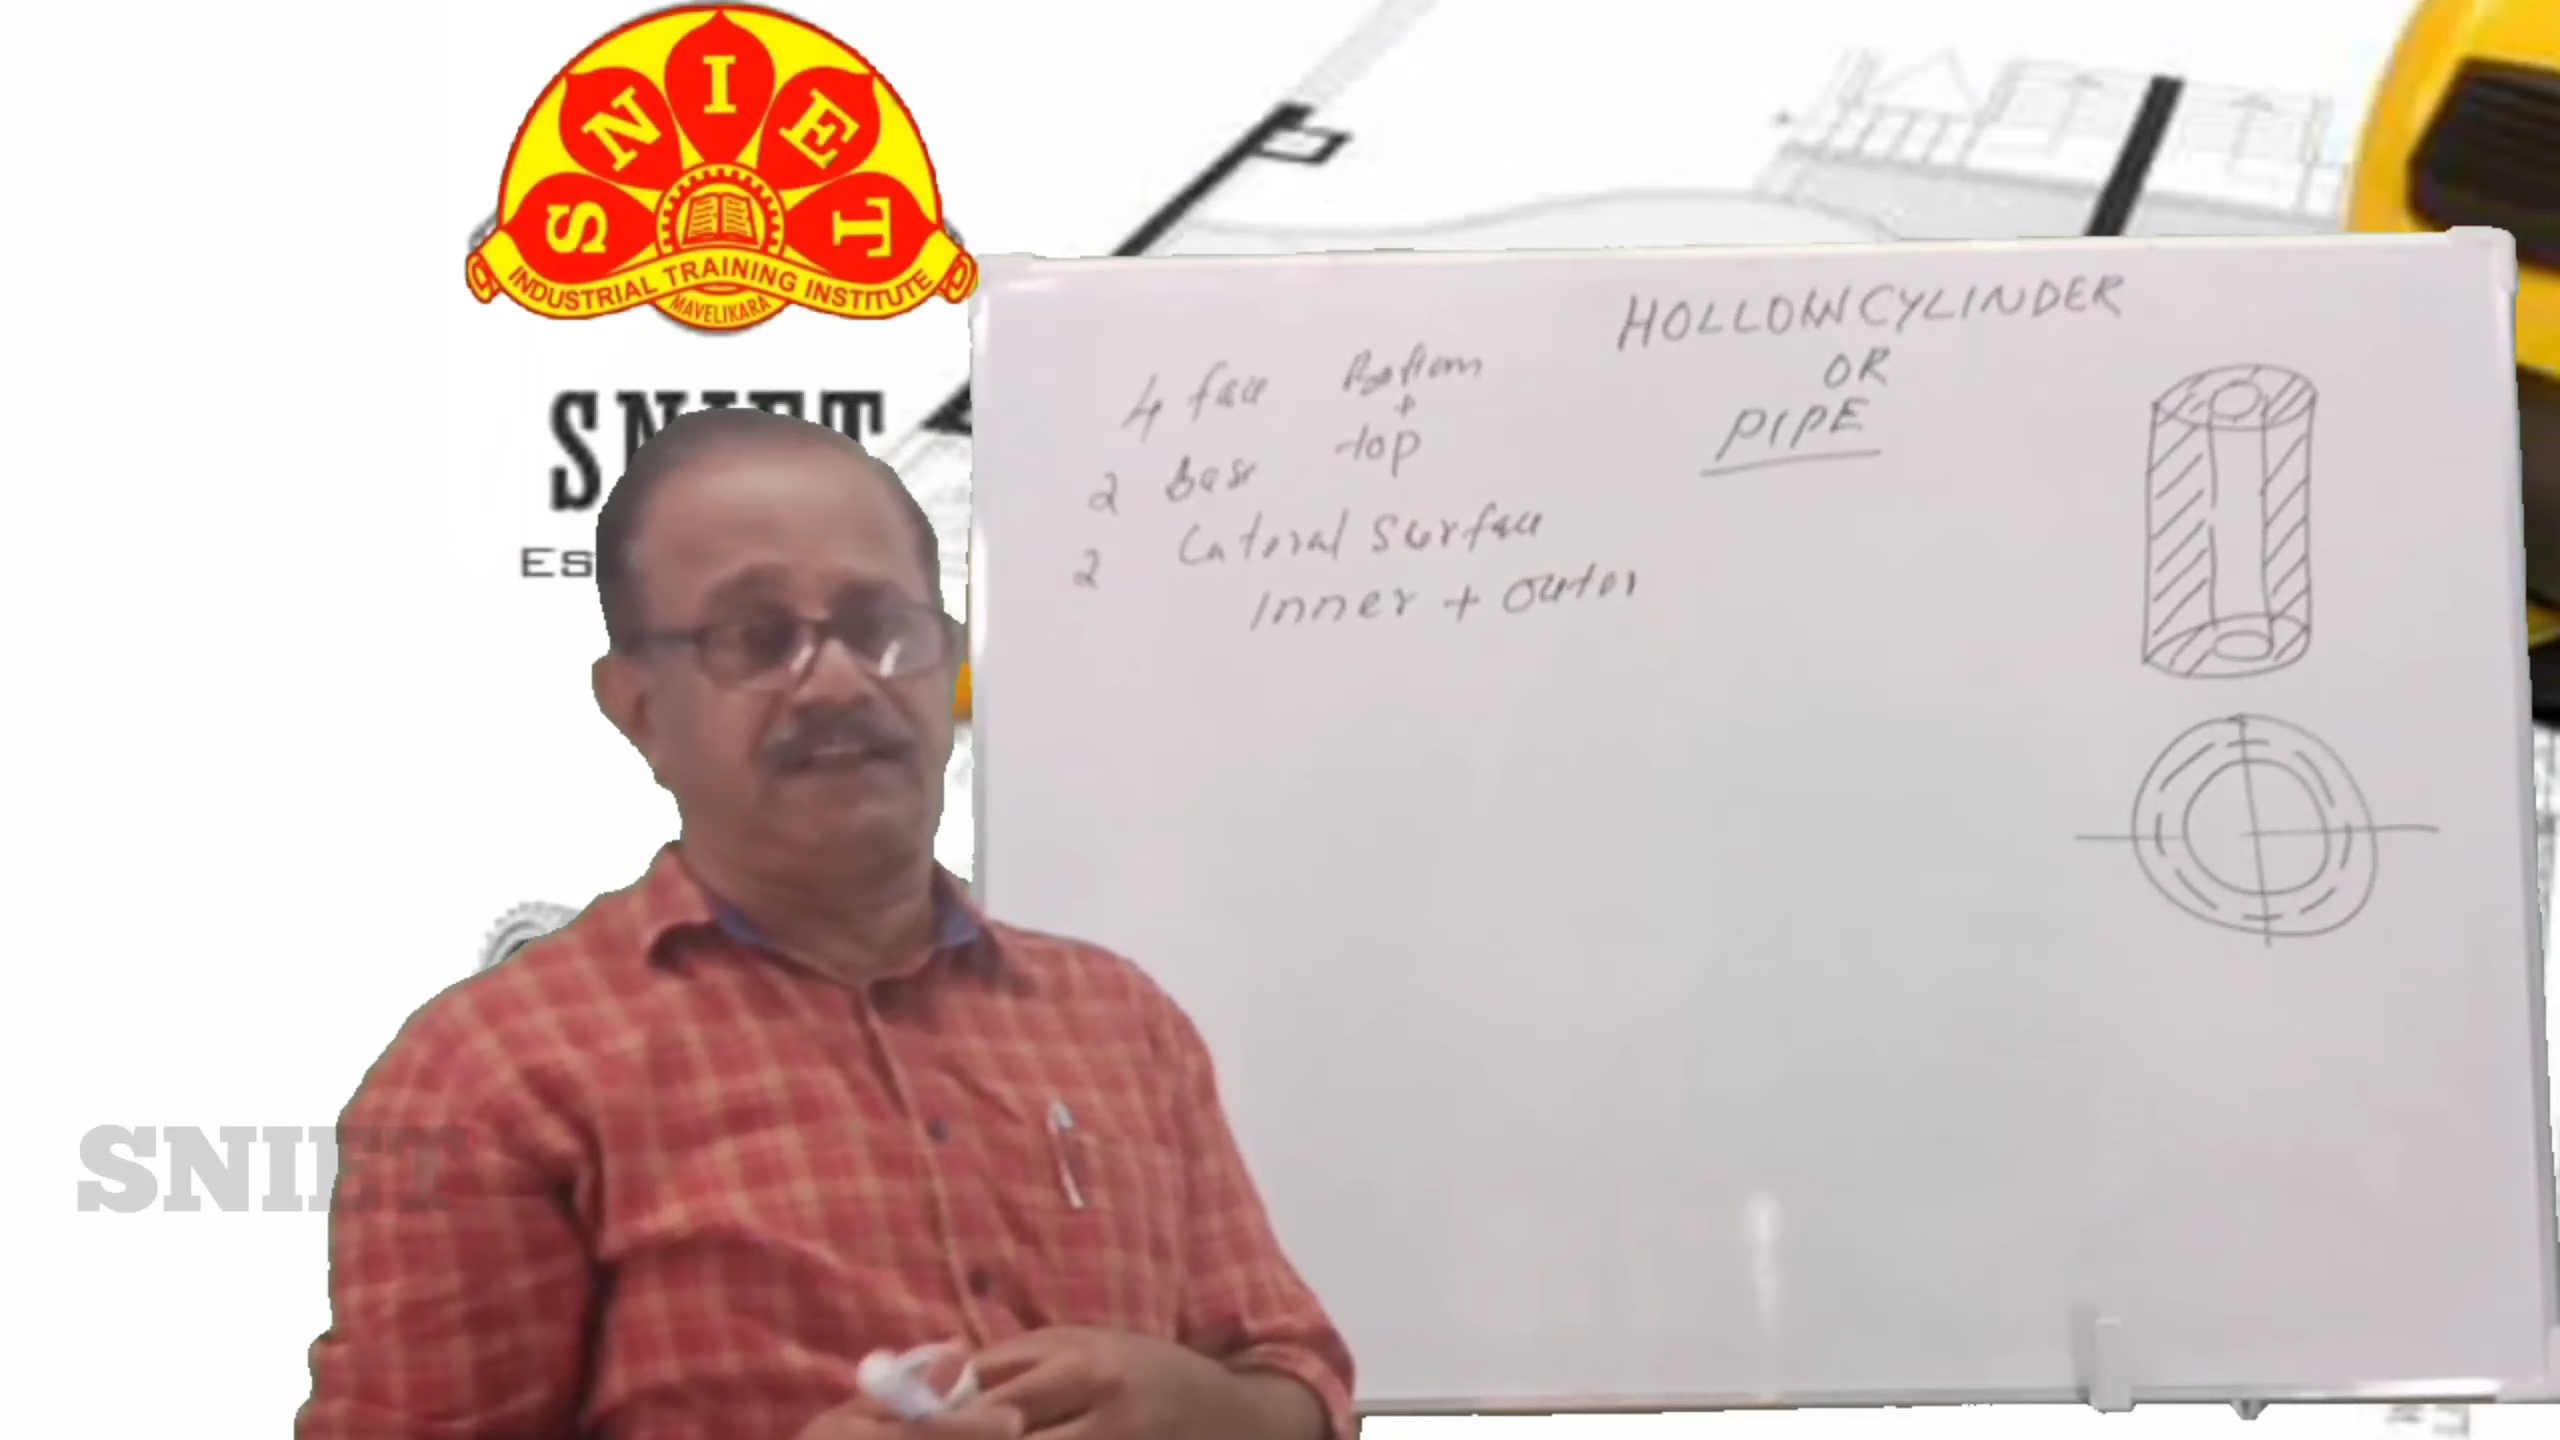 SNIET
INDUSTRIAL TRAINING INSTITUTE
MAVELIKARA
SNIET
HOLLOW CYLINDER
OR
PIPE
4 face Bottom
+
2 base top
2 Lateral Surface
Inner + Outer
SNIET